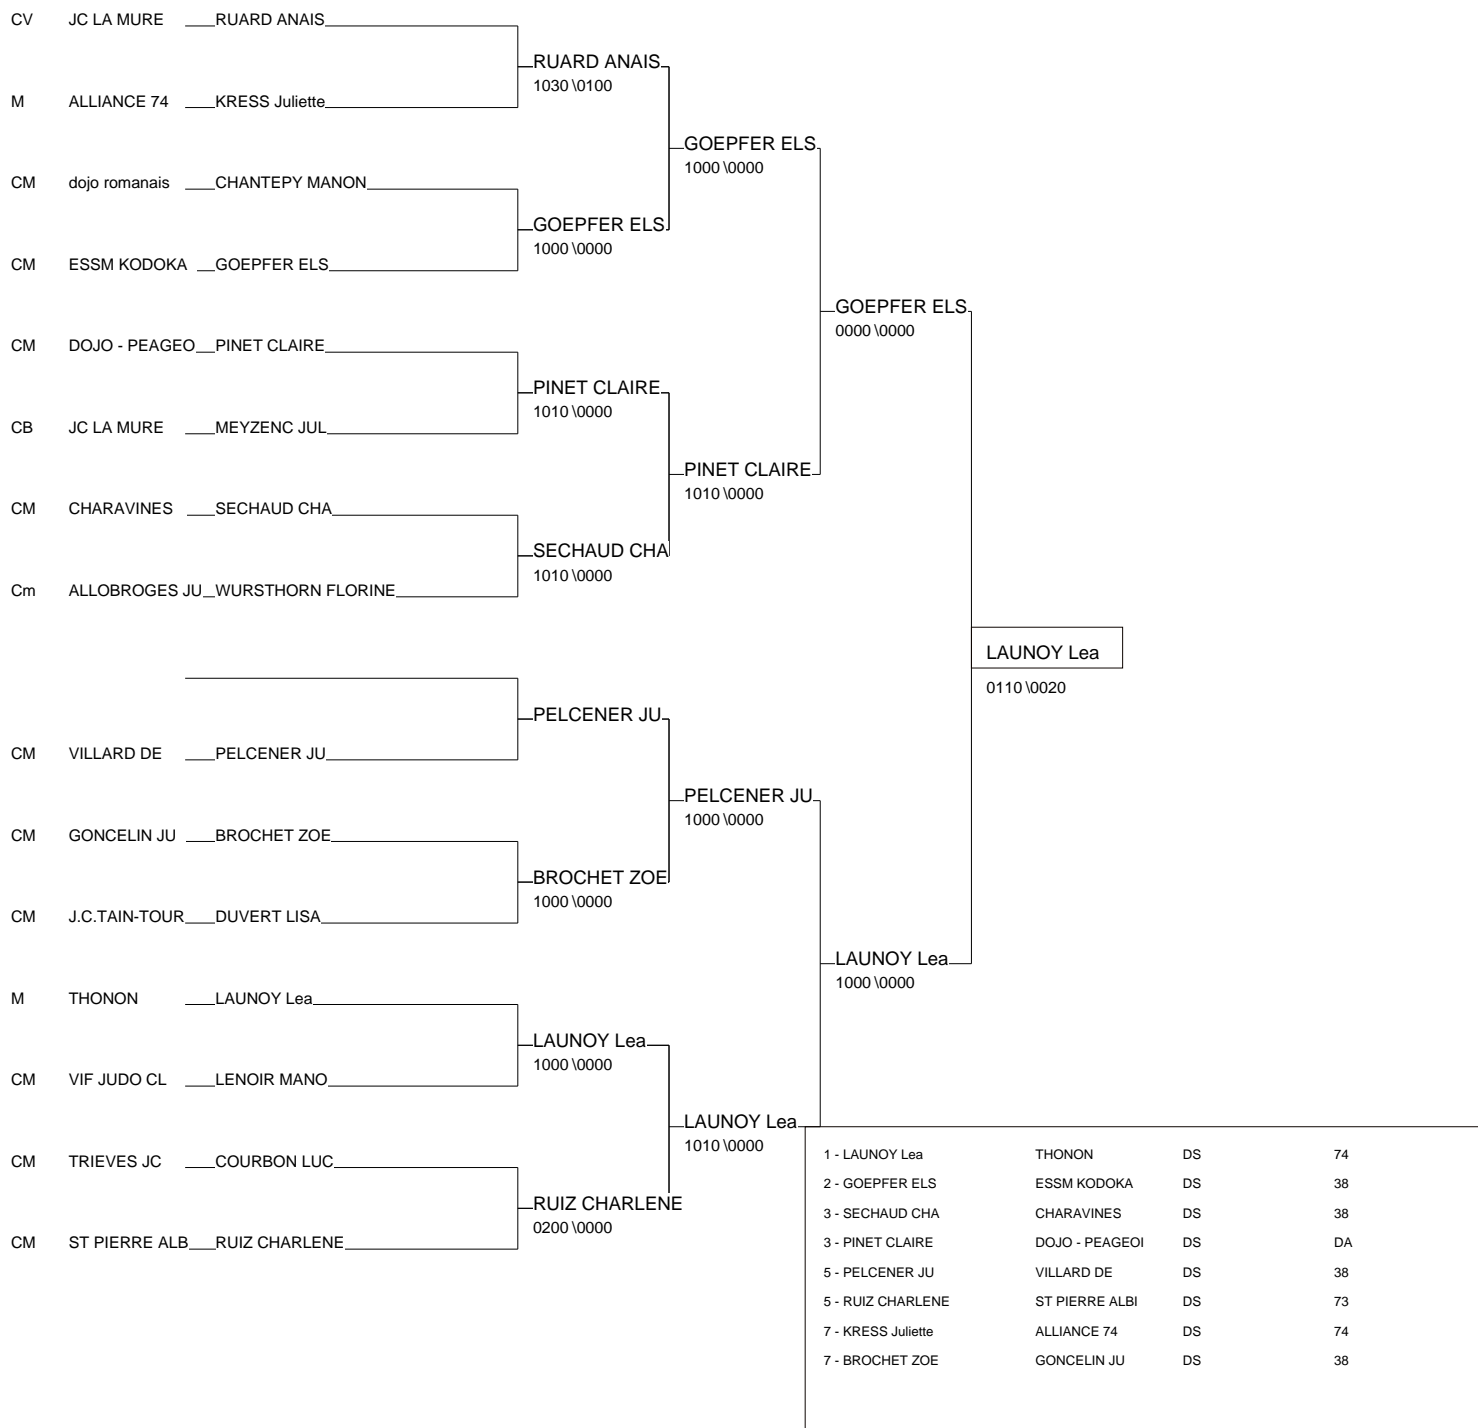 CV JC LA MURE RUARD ANAIS
RUARD ANAIS
1030 \0100
M ALLIANCE 74 KRESS Juliette
GOEPFER ELS
1000 \0000
CM dojo romanais CHANTEPY MANON
GOEPFER ELS
1000 \0000
CM ESSM KODOKA GOEPFER ELS
GOEPFER ELS
0000 \0000
CM DOJO - PEAGEO PINET CLAIRE
PINET CLAIRE
1010 \0000
CB JC LA MURE MEYZENC JUL
PINET CLAIRE
1010 \0000
CM CHARAVINES SECHAUD CHA
SECHAUD CHA
1010 \0000
Cm ALLOBROGES JU WURSTHORN FLORINE
LAUNOY Lea
0110 \0020
PELCENER JU
CM VILLARD DE PELCENER JU
PELCENER JU
1000 \0000
CM GONCELIN JU BROCHET ZOE
BROCHET ZOE
1000 \0000
CM J.C.TAIN-TOUR DUVERT LISA
LAUNOY Lea
1000 \0000
M THONON LAUNOY Lea
LAUNOY Lea
1000 \0000
CM VIF JUDO CL LENOIR MANO
LAUNOY Lea
1010 \0000
CM TRIEVES JC COURBON LUC
RUIZ CHARLENE
0200 \0000
CM ST PIERRE ALB RUIZ CHARLENE
1 - LAUNOY Lea THONON DS 74
2 - GOEPFER ELS ESSM KODOKA DS 38
3 - SECHAUD CHA CHARAVINES DS 38
3 - PINET CLAIRE DOJO - PEAGEOI DS DA
5 - PELCENER JU VILLARD DE DS 38
5 - RUIZ CHARLENE ST PIERRE ALBI DS 73
7 - KRESS Juliette ALLIANCE 74 DS 74
7 - BROCHET ZOE GONCELIN JU DS 38